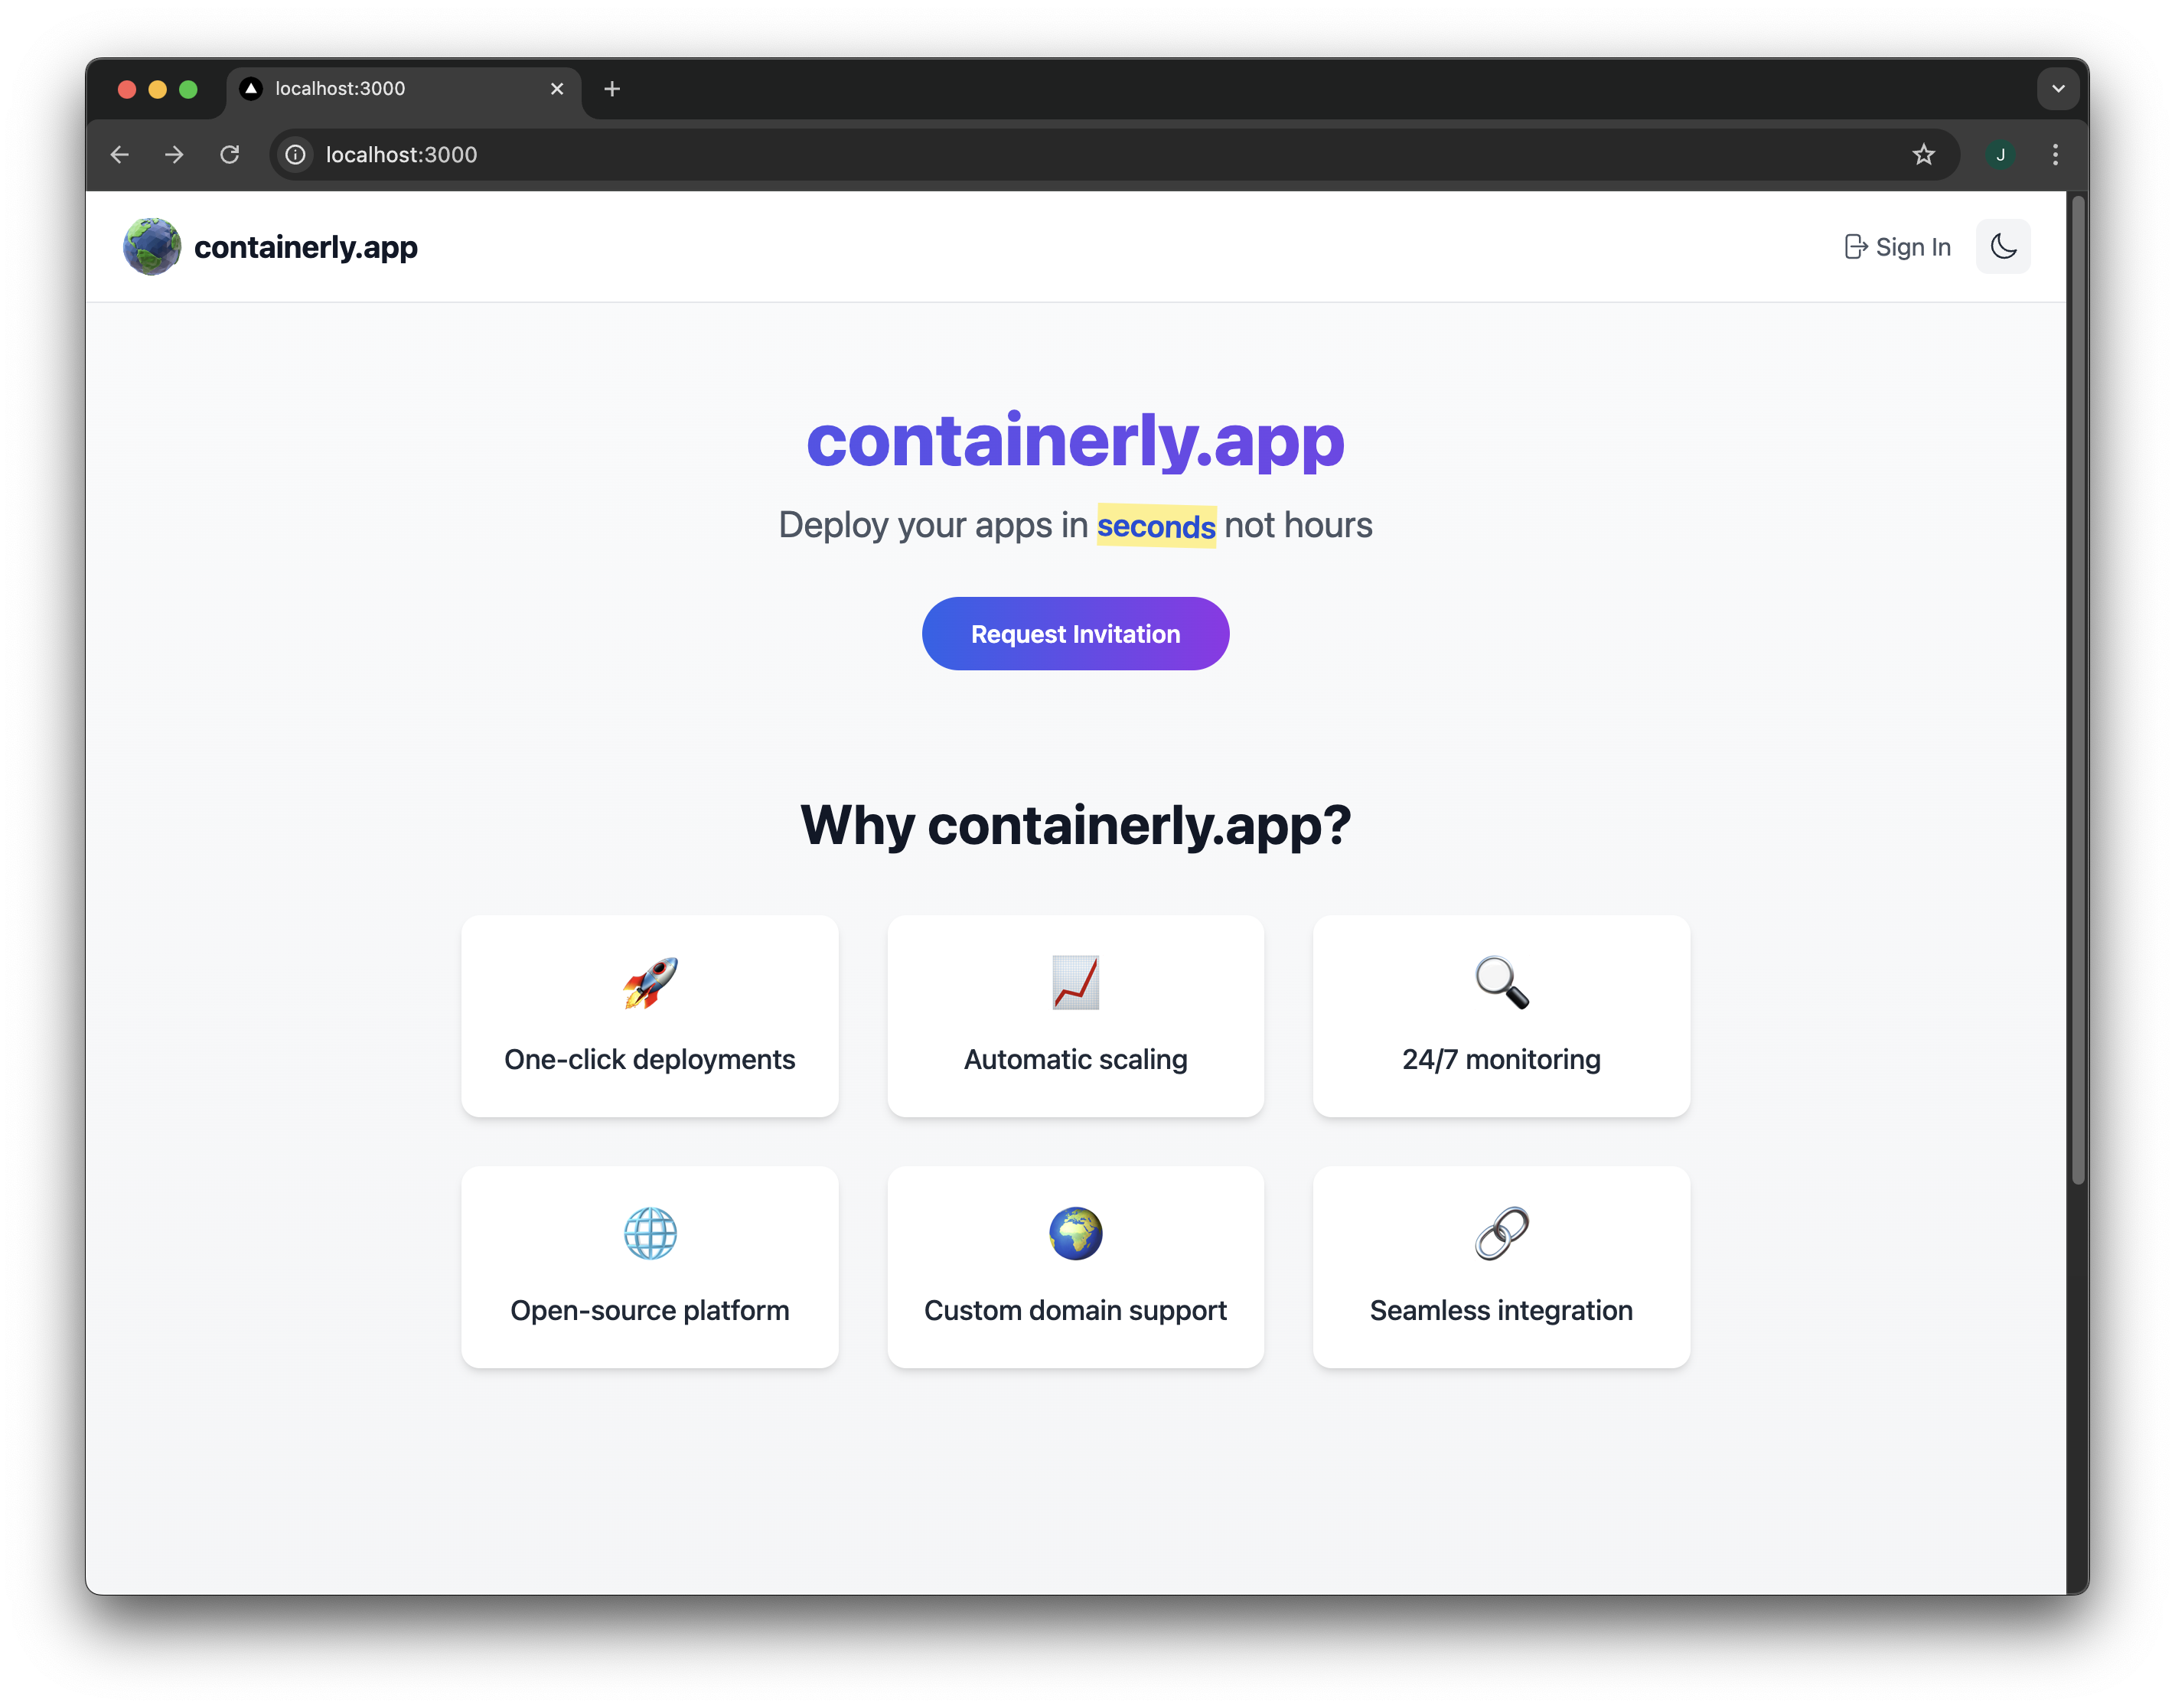 localhost:3000
localhost:3000
J
containerly.app
Sign In
containerly.app
Deploy your apps in seconds not hours
Request Invitation
Why containerly.app?
One-click deployments
Automatic scaling
24/7 monitoring
Open-source platform
Custom domain support
Seamless integration